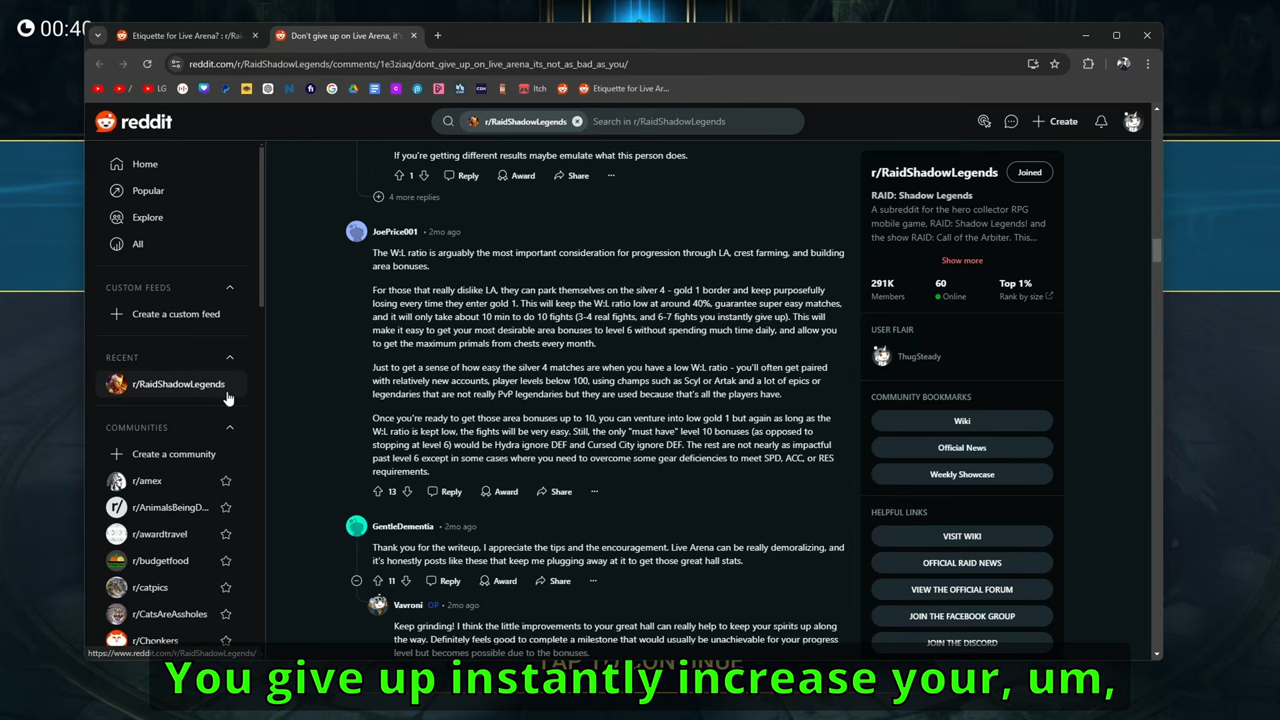 00:40
Etiquette for Live Arena? : r/Rai
Don't give up on Live Arena, it's
reddit.com/r/RaidShadowLegends/comments/1e3ziaq/dont_give_up_on_live_arena_its_not_as_bad_as_you/
/
LG
Itch
Etiquette for Live Ar...
reddit
r/RaidShadowLegends
Search in r/RaidShadowLegends
Create
Home
Popular
Explore
All
CUSTOM FEEDS
Create a custom feed
RECENT
r/RaidShadowLegends
COMMUNITIES
Create a community
r/amex
r/AnimalsBeingD...
r/awardtravel
r/budgetfood
r/catpics
r/CatsAreAssholes
r/Chonkers
https://www.reddit.com/r/RaidShadowLegends/
If you're getting different results maybe emulate what this person does.
1 Reply Award Share ...
4 more replies
JoePrice001 • 2mo ago
The W:L ratio is arguably the most important consideration for progression through LA, crest farming, and building
area bonuses.
For those that really dislike LA, they can park themselves on the silver 4 - gold 1 border and keep purposefully
losing every time they enter gold 1. This will keep the W:L ratio low at around 40%, guarantee super easy matches,
and it will only take about 10 min to do 10 fights (3-4 real fights, and 6-7 fights you instantly give up). This will
make it easy to get your most desirable area bonuses to level 6 without spending much time daily, and allow you
to get the maximum primals from chests every month.
Just to get a sense of how easy the silver 4 matches are when you have a low W:L ratio - you'll often get paired
with relatively new accounts, player levels below 100, using champs such as Scyl or Artak and a lot of epics or
legendaries that are not really PvP legendaries but they are used because that's all the players have.
Once you're ready to get those area bonuses up to 10, you can venture into low gold 1 but again as long as the
W:L ratio is kept low, the fights will be very easy. Still, the only "must have" level 10 bonuses (as opposed to
stopping at level 6) would be Hydra ignore DEF and Cursed City ignore DEF. The rest are not nearly as impactful
past level 6 except in some cases where you need to overcome some gear deficiencies to meet SPD, ACC, or RES
requirements.
13 Reply Award Share ...
GentleDementia • 2mo ago
Thank you for the writeup, I appreciate the tips and the encouragement. Live Arena can be really demoralizing, and
it's honestly posts like these that keep me plugging away at it to get those great hall stats.
11 Reply Award Share ...
Vavroni OP • 2mo ago
Keep grinding! I think the little improvements to your great hall can really help to keep your spirits up along
the way. Definitely feels good to complete a milestone that would usually be unachievable for your progress
level but becomes possible due to the bonuses.
r/RaidShadowLegends Joined
RAID: Shadow Legends
A subreddit for the hero collector RPG
mobile game, RAID: Shadow Legends! and
the show RAID: Call of the Arbiter. This...
Show more
291K 60 Top 1%
Members Online Rank by size
USER FLAIR
ThugSteady
COMMUNITY BOOKMARKS
Wiki
Official News
Weekly Showcase
HELPFUL LINKS
VISIT WIKI
OFFICIAL RAID NEWS
VIEW THE OFFICIAL FORUM
JOIN THE FACEBOOK GROUP
JOIN THE DISCORD
TAP TO CONTINUE
You give up instantly increase your, um,